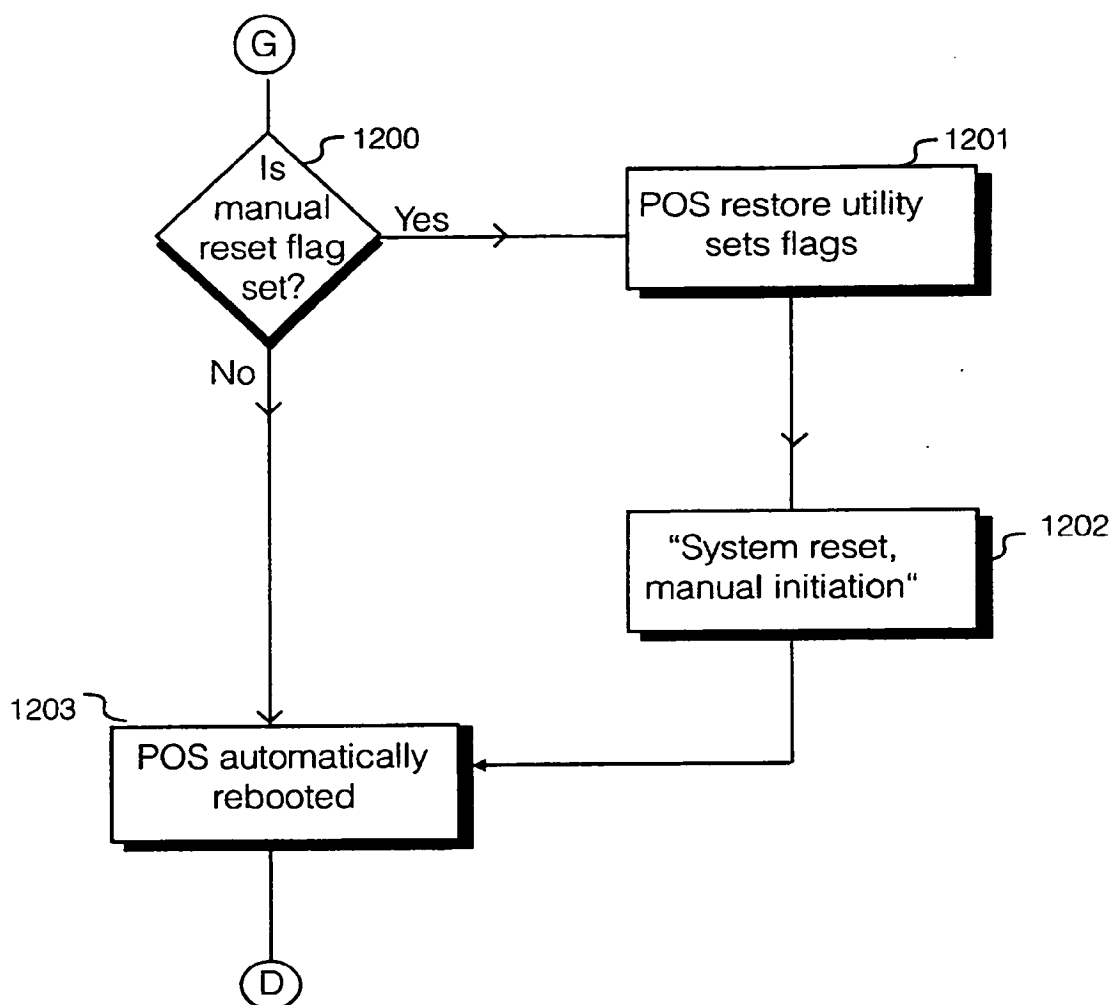 G
1200
Is
manual
reset flag
set?
Yes
No
1201
POS restore utility
sets flags
1202
“System reset,
manual initiation“
1203
POS automatically
rebooted
D